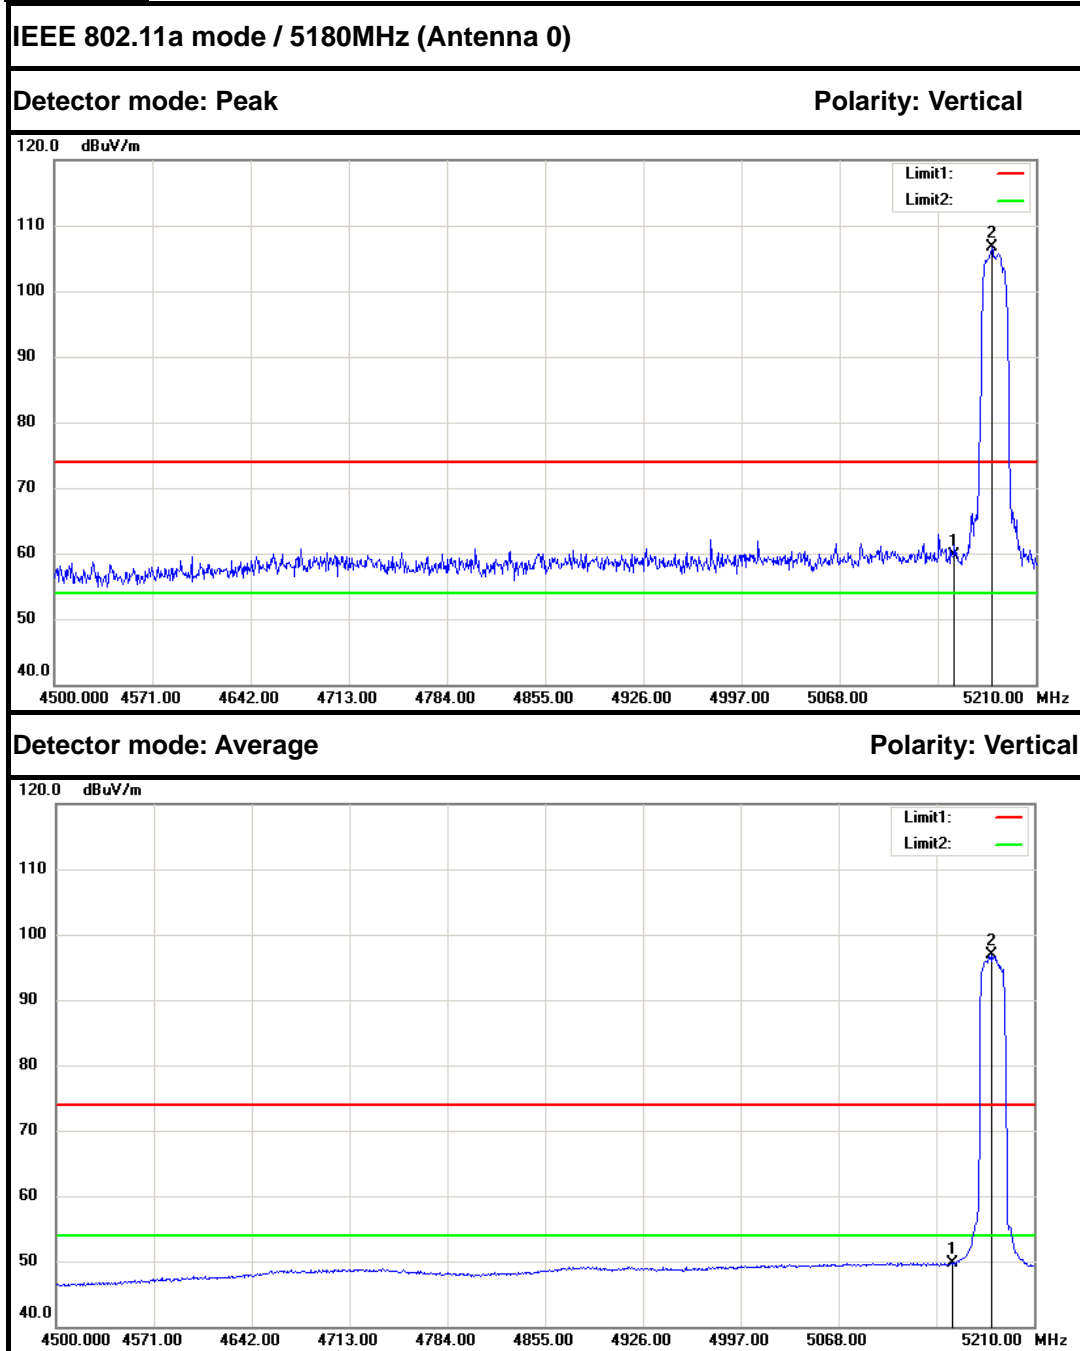 IEEE 802.11a mode / 5180MHz (Antenna 0)
Detector mode: Peak Polarity: Vertical
120.0 dBuV/m
Limit1:
Limit2:
110
100
90
80
70
60
50
40.0
2
1
4500.000 4571.00 4642.00 4713.00 4784.00 4855.00 4926.00 4997.00 5068.00 5210.00 MHz
Detector mode: Average Polarity: Vertical
120.0 dBuV/m
Limit1:
Limit2:
110
100
90
80
70
60
50
40.0
2
1
4500.000 4571.00 4642.00 4713.00 4784.00 4855.00 4926.00 4997.00 5068.00 5210.00 MHz